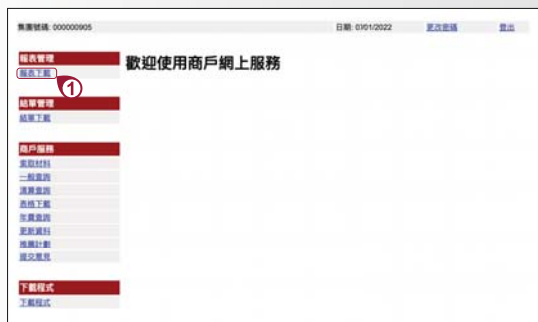 集團號碼: 000000905 日期: 07/01/2022 更改密碼 登出
報表管理
報表下載
1
歡迎使用商戶網上服務
結單管理
結單下載
商戶服務
索取材料
一般查詢
清算查詢
表格下載
年費查詢
更新資料
推廣計劃
提交意見
下載程式
下載程式